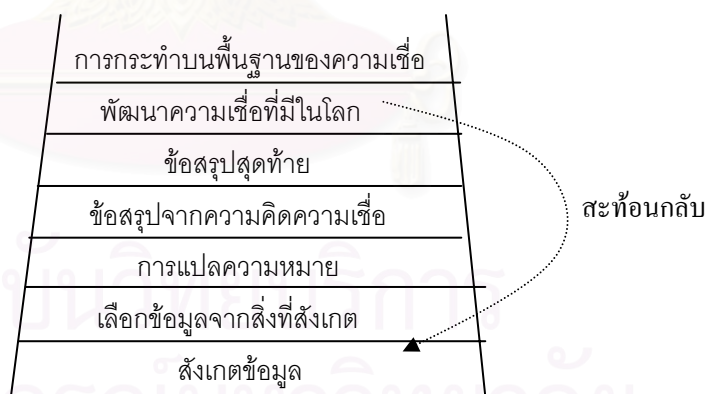 การกระทำบนพื้นฐานของความเชื่อ
พัฒนาความเชื่อที่มีในโลก
ข้อสรุปสุดท้าย
ข้อสรุปจากความคิดความเชื่อ
สะท้อนกลับ
การแปลความหมาย
เลือกข้อมูลจากสิ่งที่สังเกต
สังเกตข้อมูล